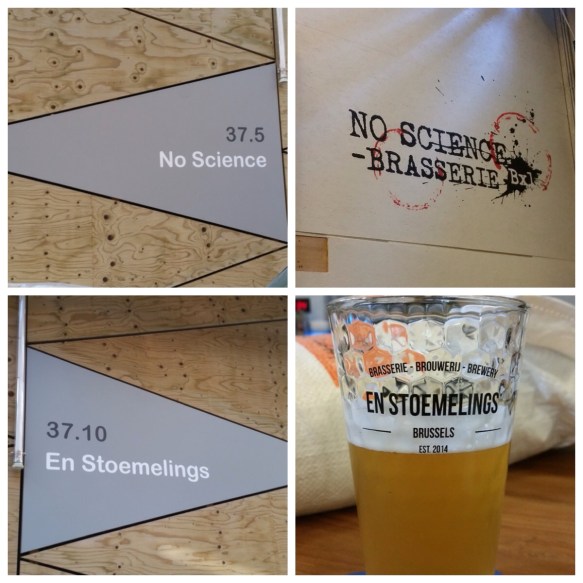 37.5
No Science
NO SCIENCE
-BRASSERIE BxL
37.10
En Stoemelings
BRASSERIE - BROUWERIJ - BREWERY
EN STOEMELINGS
BRUSSELS
EST. 2014